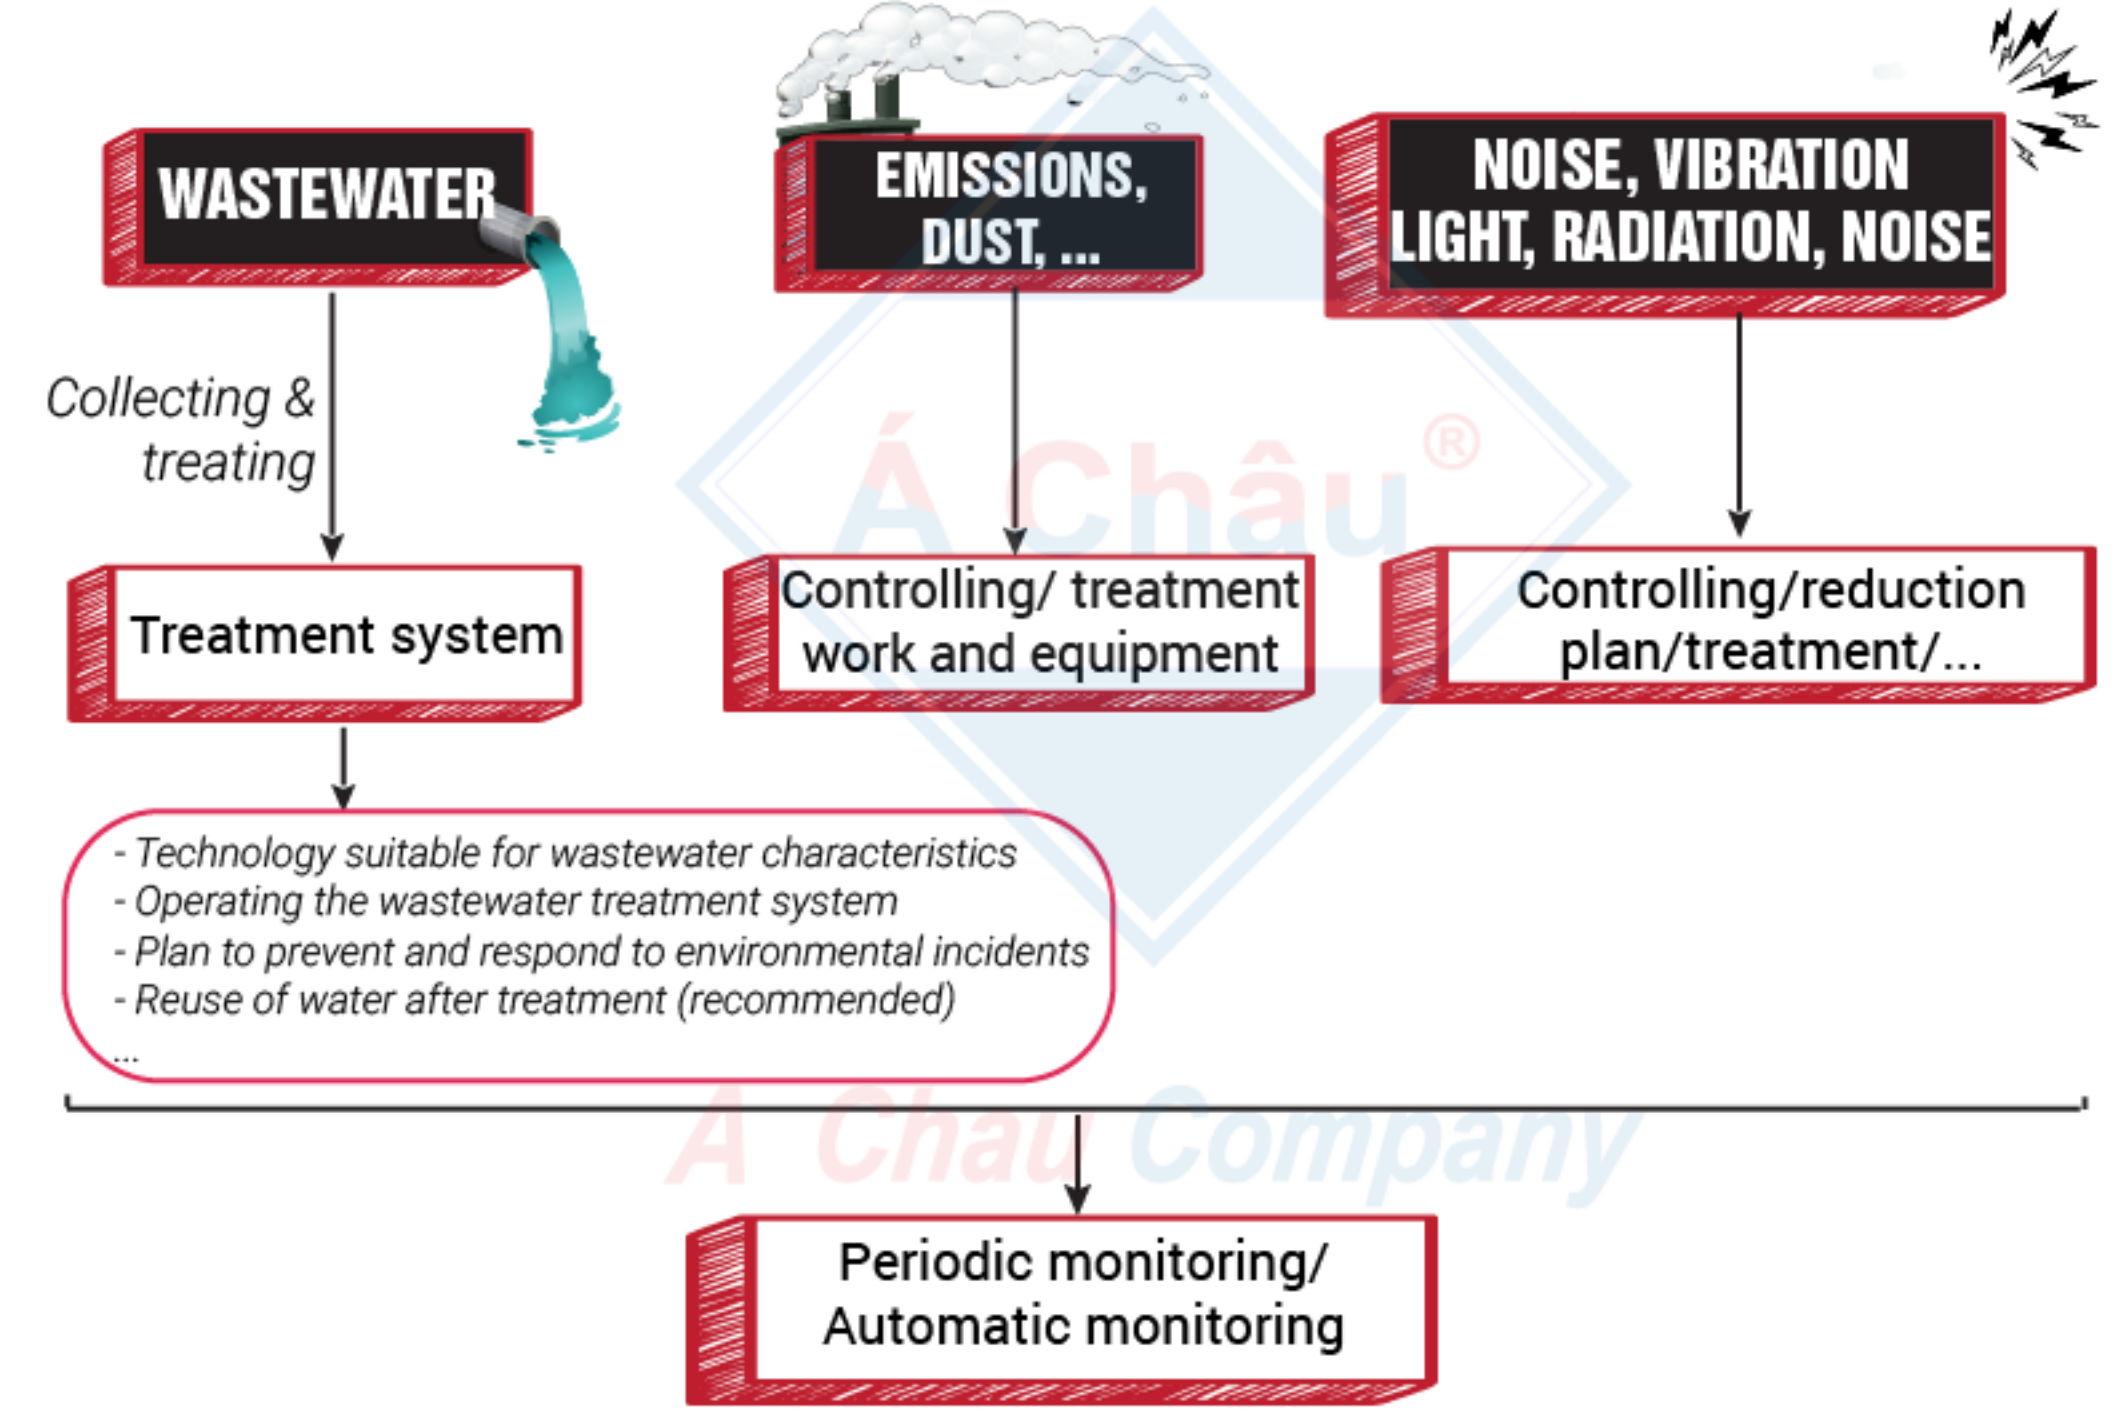 WASTEWATER
EMISSIONS,
DUST, ...
NOISE, VIBRATION
LIGHT, RADIATION, NOISE
Collecting &
treating
Á Châu®
Treatment system
Controlling/ treatment
work and equipment
Controlling/reduction
plan/treatment/...
- Technology suitable for wastewater characteristics
- Operating the wastewater treatment system
- Plan to prevent and respond to environmental incidents
- Reuse of water after treatment (recommended)
...
A Chau Company
Periodic monitoring/
Automatic monitoring